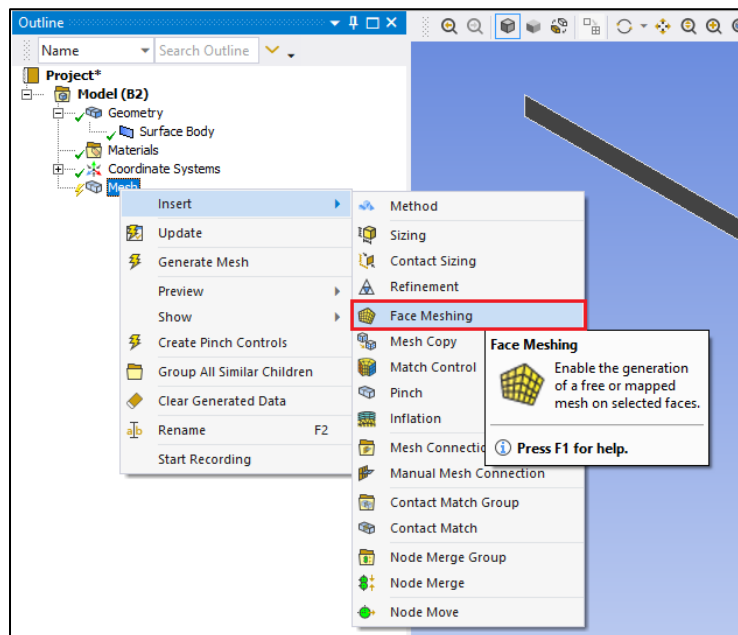 Outline
Name
Search Outline
Project*
Model (B2)
Geometry
Surface Body
Materials
Coordinate Systems
Mesh
Insert
Update
Generate Mesh
Preview
Show
Create Pinch Controls
Group All Similar Children
Clear Generated Data
Rename F2
Start Recording
Method
Sizing
Contact Sizing
Refinement
Face Meshing
Mesh Copy
Match Control
Pinch
Inflation
Mesh Connectio
Manual Mesh Connection
Contact Match Group
Contact Match
Node Merge Group
Node Merge
Node Move
Face Meshing
Enable the generation
of a free or mapped
mesh on selected faces.
Press F1 for help.